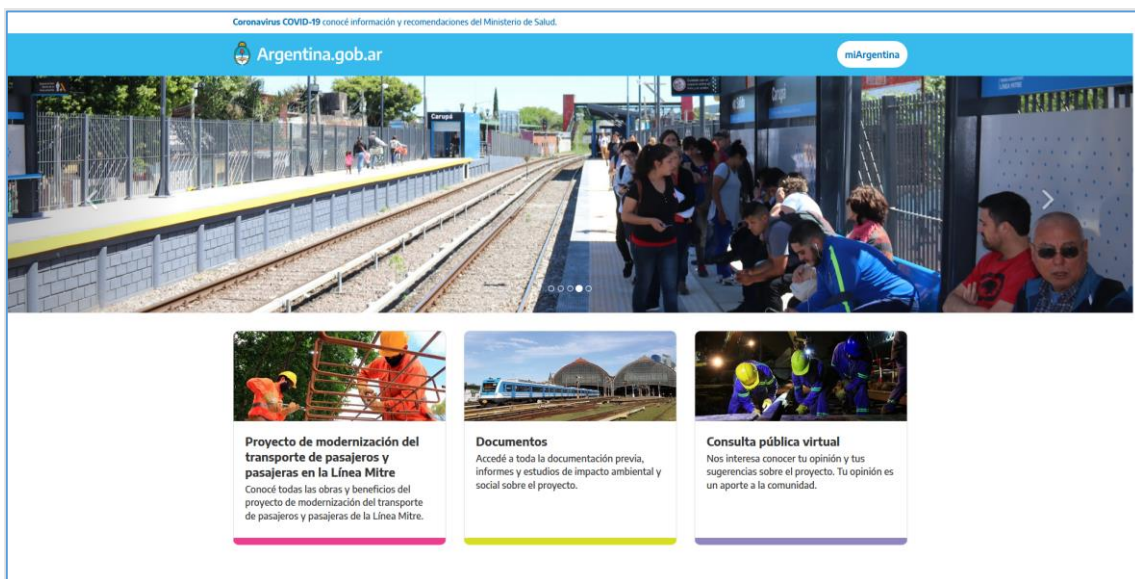 Coronavirus COVID-19 conocé información y recomendaciones del Ministerio de Salud.
Argentina.gob.ar
miArgentina
Carupá
Carupá
Proyecto de modernización del
transporte de pasajeros y
pasajeras en la Línea Mitre
Conocé todas las obras y beneficios del
proyecto de modernización del transporte
de pasajeros y pasajeras de la Línea Mitre.
Documentos
Accedé a toda la documentación previa,
informes y estudios de impacto ambiental y
social sobre el proyecto.
Consulta pública virtual
Nos interesa conocer tu opinión y tus
sugerencias sobre el proyecto. Tu opinión es
un aporte a la comunidad.